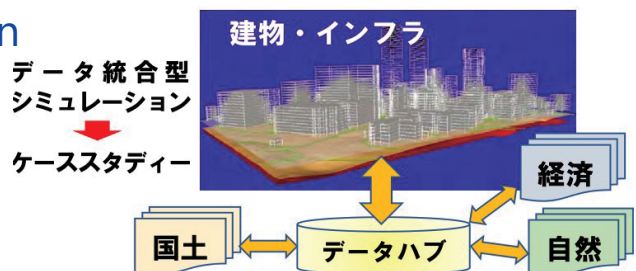 n
データ統合型
シミュレーション
ケーススタディー
建物・インフラ
経済
国土
データハブ
自然